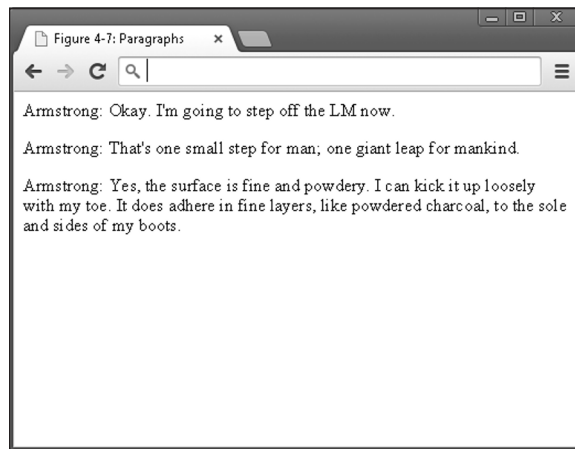 Figure 4-7: Paragraphs
Armstrong: Okay. I'm going to step off the LM now.
Armstrong: That's one small step for man; one giant leap for mankind.
Armstrong: Yes, the surface is fine and powdery. I can kick it up loosely
with my toe. It does adhere in fine layers, like powdered charcoal, to the sole
and sides of my boots.